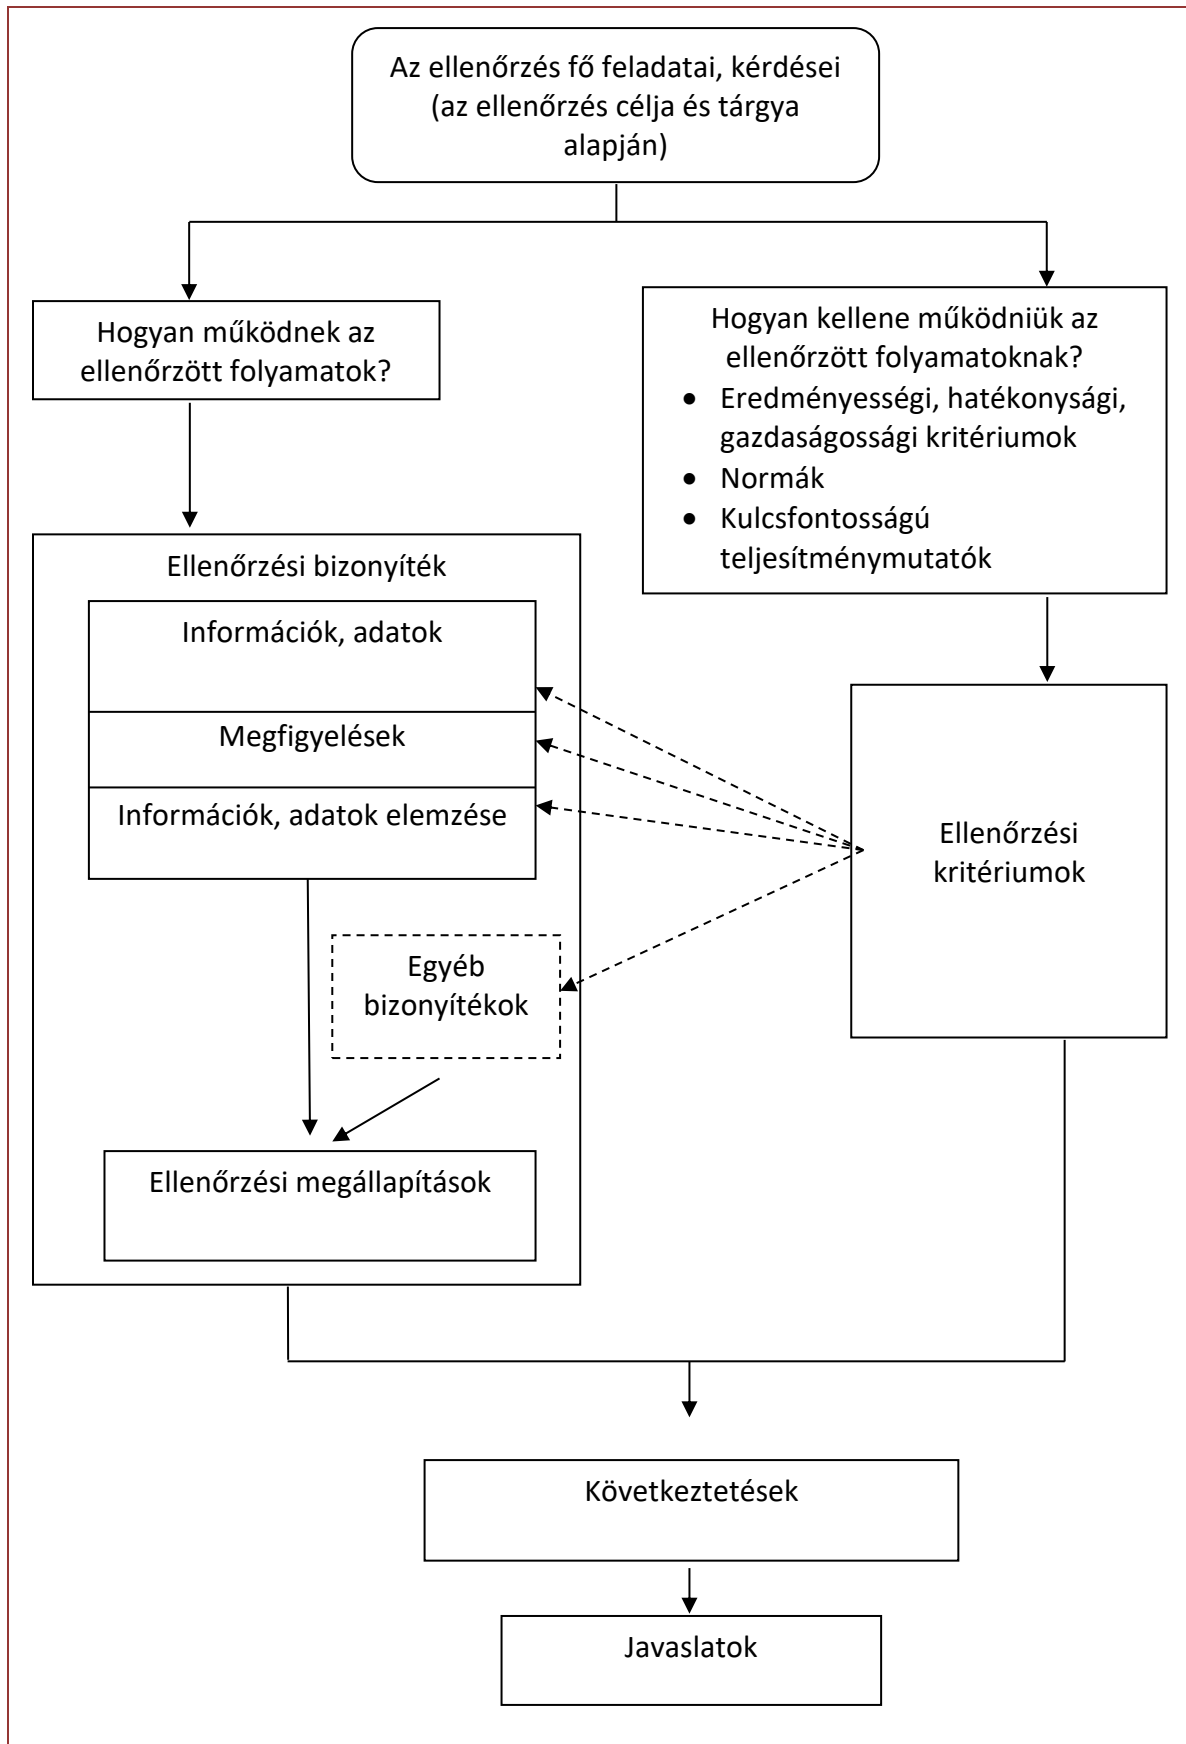 Az ellenőrzés fő feladatai, kérdései
(az ellenőrzés célja és tárgya
alapján)
Hogyan működnek az
ellenőrzött folyamatok?
Hogyan kellene működniük az
ellenőrzött folyamatoknak?
• Eredményességi, hatékonysági,
gazdaságossági kritériumok
• Normák
• Kulcsfontosságú
teljesítménymutatók
Ellenőrzési bizonyíték
Információk, adatok
Megfigyelések
Információk, adatok elemzése
Egyéb
bizonyítékok
Ellenőrzési megállapítások
Ellenőrzési
kritériumok
Következtetések
Javaslatok